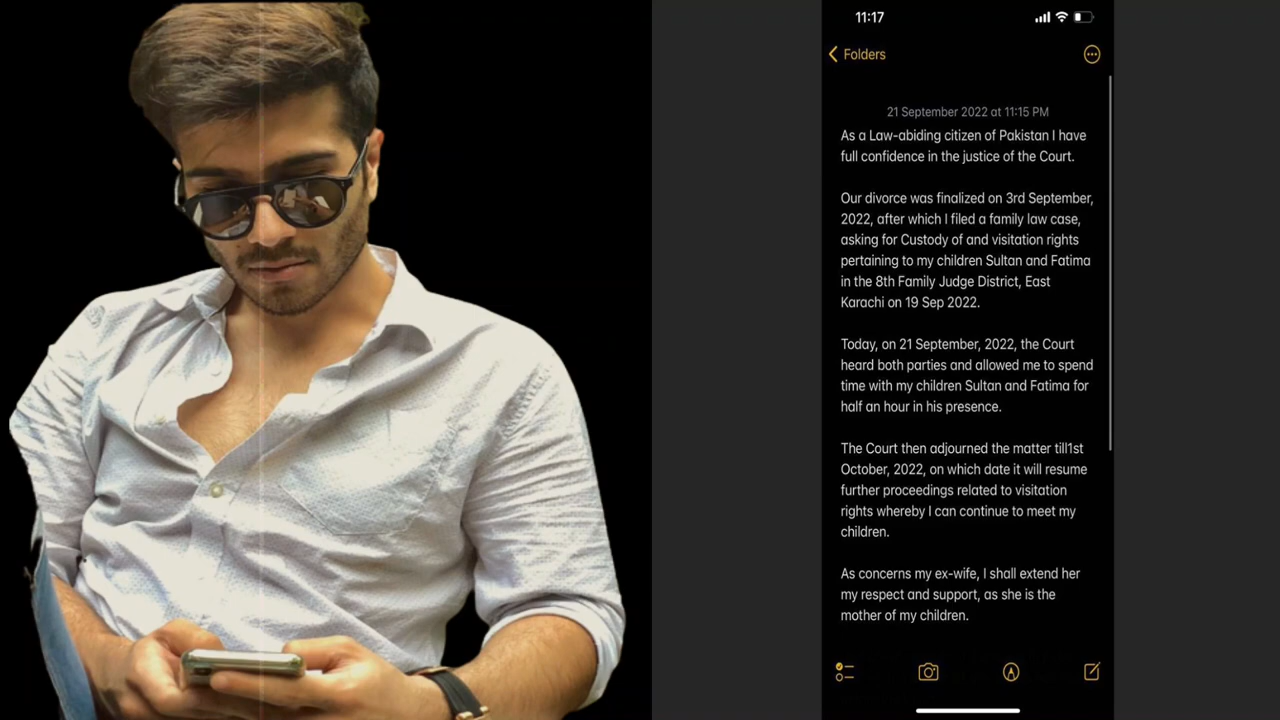 11:17
Folders
21 September 2022 at 11:15 PM
As a Law-abiding citizen of Pakistan I have
full confidence in the justice of the Court.
Our divorce was finalized on 3rd September,
2022, after which I filed a family law case,
asking for Custody of and visitation rights
pertaining to my children Sultan and Fatima
in the 8th Family Judge District, East
Karachi on 19 Sep 2022.
Today, on 21 September, 2022, the Court
heard both parties and allowed me to spend
time with my children Sultan and Fatima for
half an hour in his presence.
The Court then adjourned the matter till1st
October, 2022, on which date it will resume
further proceedings related to visitation
rights whereby I can continue to meet my
children.
As concerns my ex-wife, I shall extend her
my respect and support, as she is the
mother of my children.